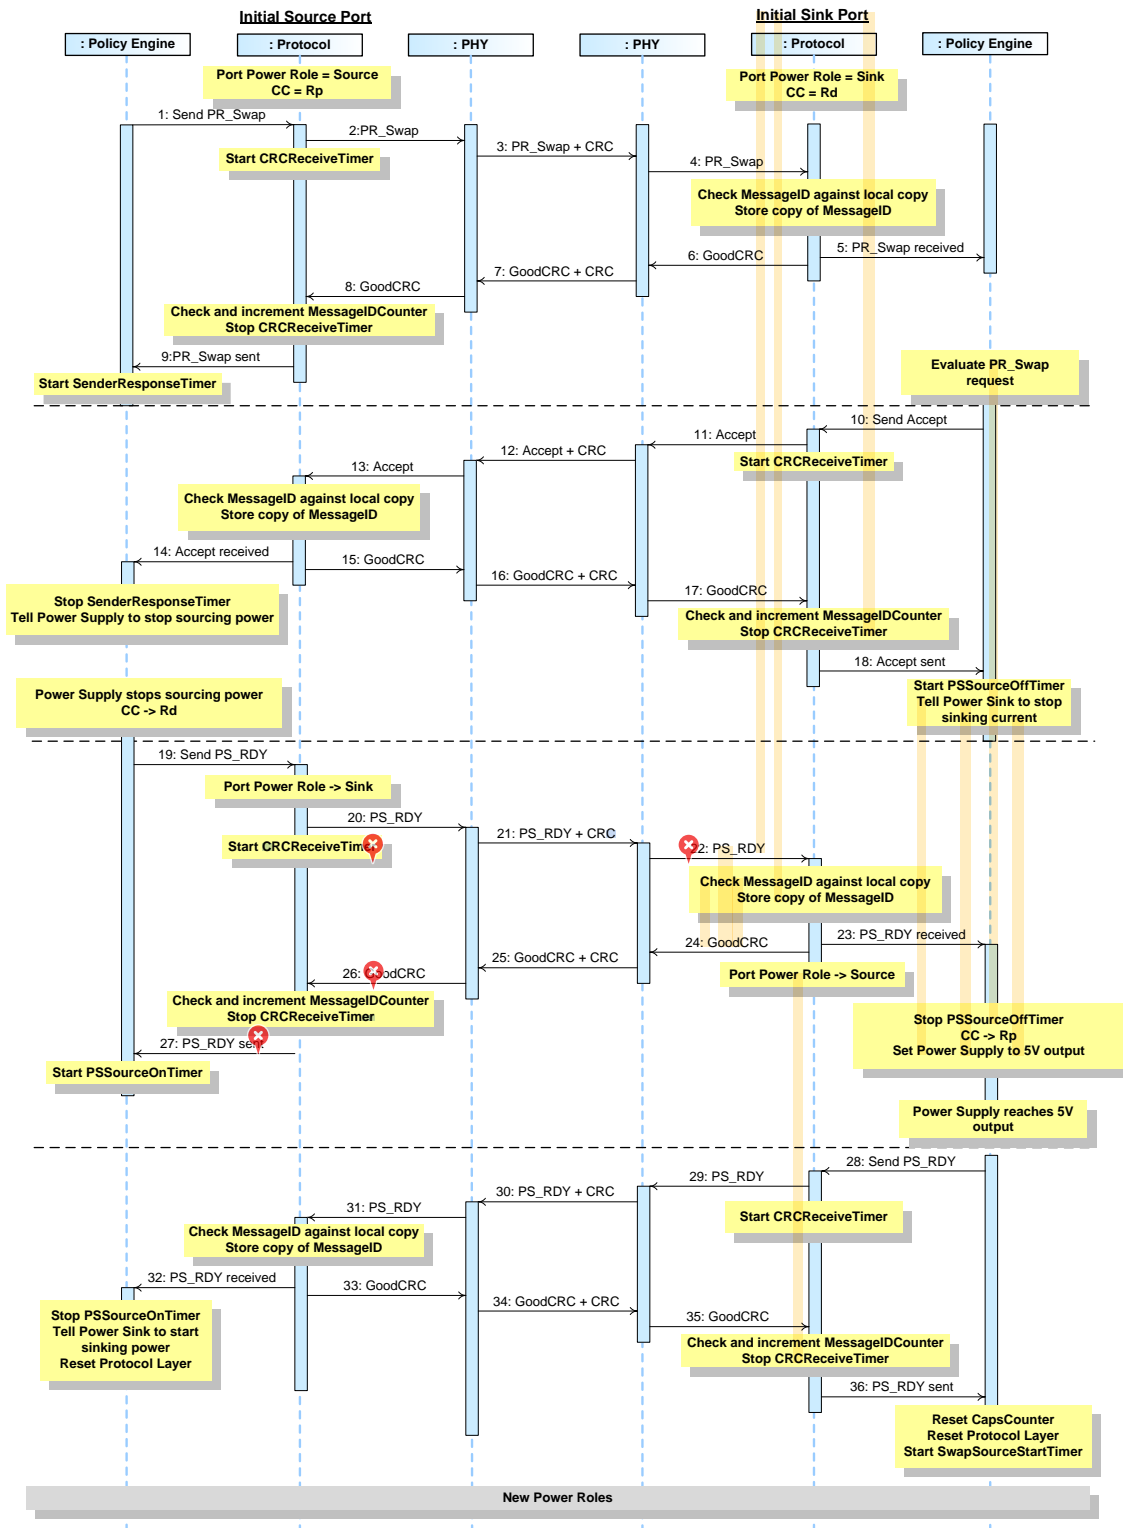 Initial Source Port
Initial Sink Port
: Policy Engine
: Protocol
: PHY
: PHY
: Protocol
: Policy Engine
Port Power Role = Source
CC = Rp
Port Power Role = Sink
CC = Rd
1: Send PR_Swap
2:PR_Swap
Start CRCReceiveTimer
3: PR_Swap + CRC
4: PR_Swap
Check MessageID against local copy
Store copy of MessageID
5: PR_Swap received
6: GoodCRC
7: GoodCRC + CRC
8: GoodCRC
Check and increment MessageIDCounter
Stop CRCReceiveTimer
9:PR_Swap sent
Start SenderResponseTimer
Evaluate PR_Swap
request
10: Send Accept
11: Accept
Start CRCReceiveTimer
12: Accept + CRC
13: Accept
Check MessageID against local copy
Store copy of MessageID
14: Accept received
15: GoodCRC
16: GoodCRC + CRC
17: GoodCRC
Stop SenderResponseTimer
Tell Power Supply to stop sourcing power
Check and increment MessageIDCounter
Stop CRCReceiveTimer
18: Accept sent
Power Supply stops sourcing power
CC -> Rd
Start PSSourceOffTimer
Tell Power Sink to stop
sinking current
19: Send PS_RDY
Port Power Role -> Sink
20: PS_RDY
Start CRCReceiveTimer
21: PS_RDY + CRC
22: PS_RDY
Check MessageID against local copy
Store copy of MessageID
23: PS_RDY received
24: GoodCRC
Port Power Role -> Source
25: GoodCRC + CRC
26: GoodCRC
Check and increment MessageIDCounter
Stop CRCReceiveTimer
27: PS_RDY sent
Start PSSourceOnTimer
Stop PSSourceOffTimer
CC -> Rp
Set Power Supply to 5V output
Power Supply reaches 5V
output
28: Send PS_RDY
29: PS_RDY
Start CRCReceiveTimer
30: PS_RDY + CRC
31: PS_RDY
Check MessageID against local copy
Store copy of MessageID
32: PS_RDY received
33: GoodCRC
34: GoodCRC + CRC
35: GoodCRC
Stop PSSourceOnTimer
Tell Power Sink to start
sinking power
Reset Protocol Layer
Check and increment MessageIDCounter
Stop CRCReceiveTimer
36: PS_RDY sent
Reset CapsCounter
Reset Protocol Layer
Start SwapSourceStartTimer
New Power Roles